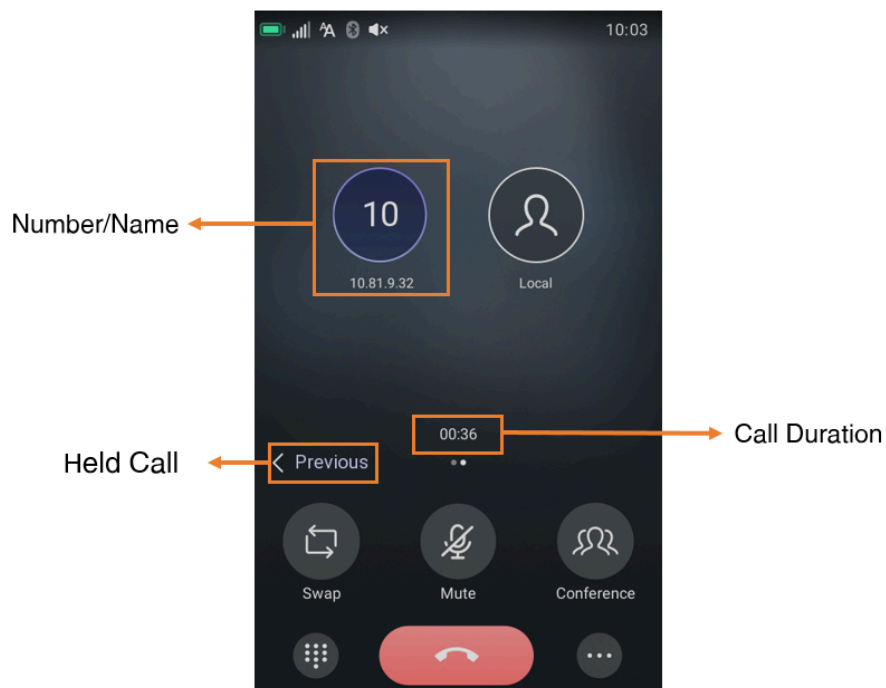 10:03
Number/Name
10
10.81.9.32
Local
00:36
Call Duration
Held Call
Previous
Swap
Mute
Conference